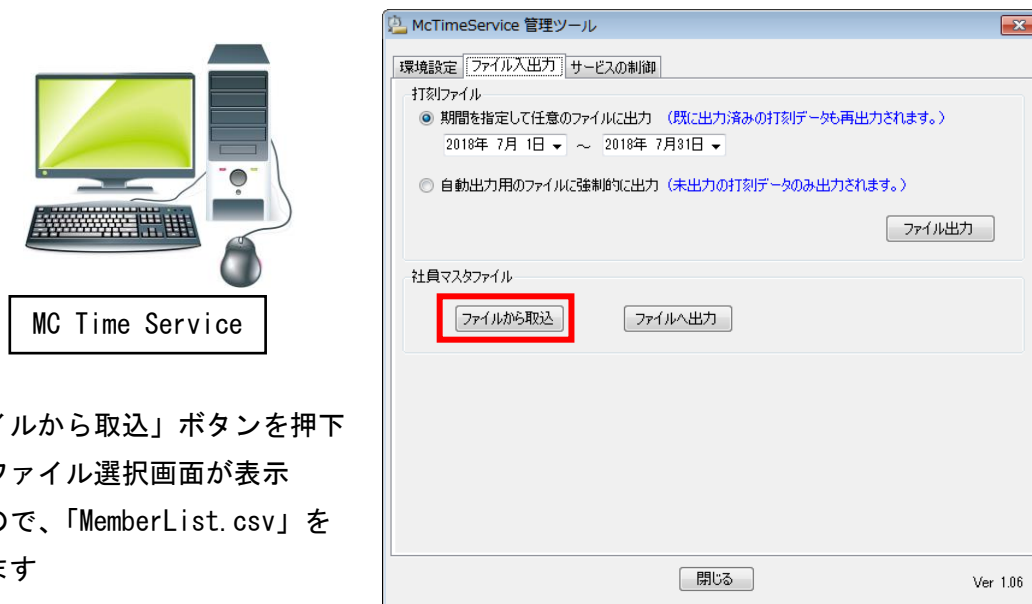 McTimeService 管理ツール
環境設定 ファイル入出力 サービスの制御
打刻ファイル
期間を指定して任意のファイルに出力 （既に出力済みの打刻データも再出力されます。）
2018年 7月 1日 ～ 2018年 7月31日
自動出力用のファイルに強制的に出力 （未出力の打刻データのみ出力されます。）
ファイル出力
社員マスタファイル
ファイルから取込 ファイルへ出力
閉じる
Ver 1.06
MC Time Service
イルから取込」ボタンを押下
ファイル選択画面が表示
ので、「MemberList.csv」を
ます